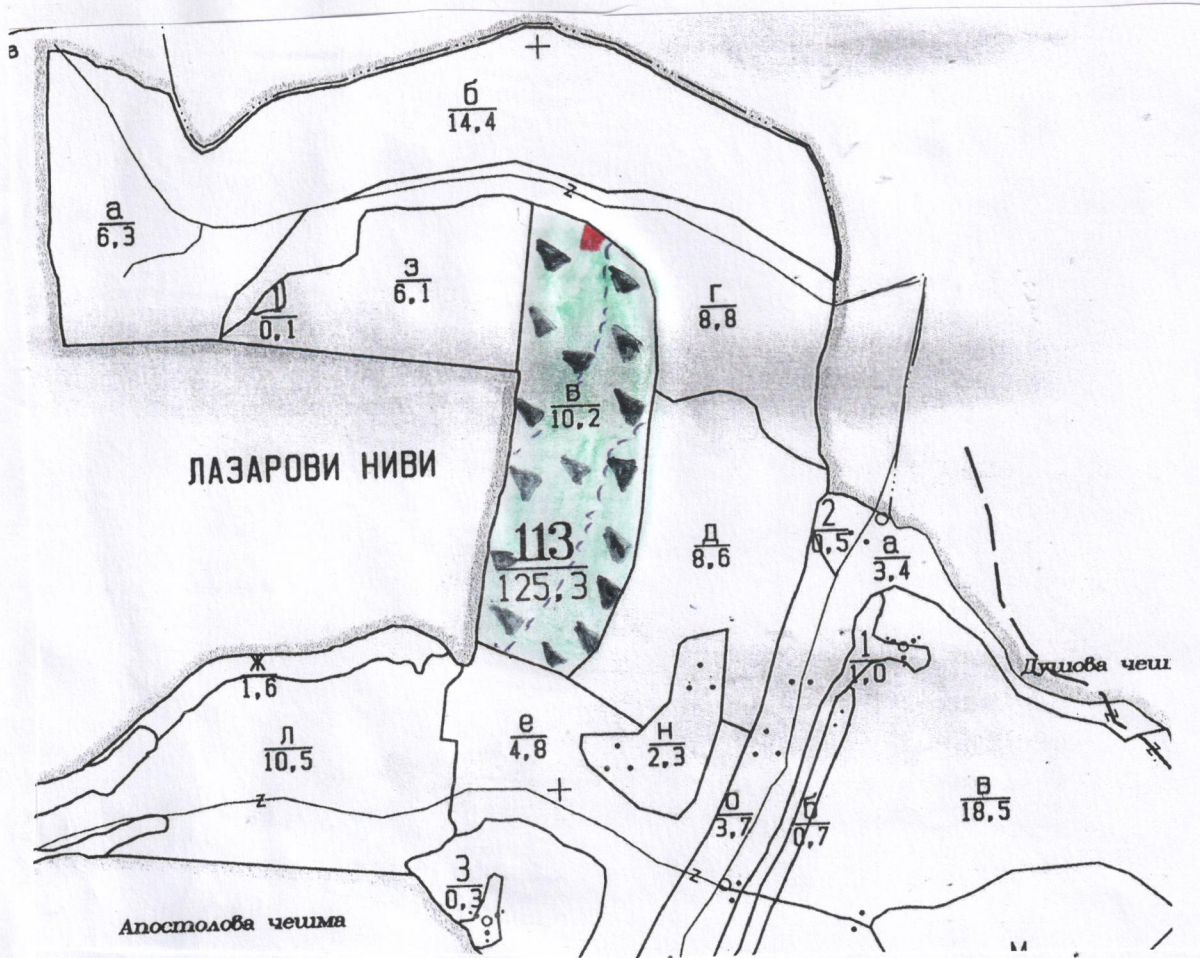 в
б
14,4
z
а
6,3
з
6,1
1
0,1
г
8,8
в
10,2
ЛАЗАРОВИ НИВИ
113
125,3
д
8,6
2
0,5
а
3,4
1
1,0
Душова чеш
ж
1,6
л
10,5
е
4,8
н
2,3
z
z
z
о
3,7
б
0,7
в
18,5
z
3
0,3
Апостолова чешма
м